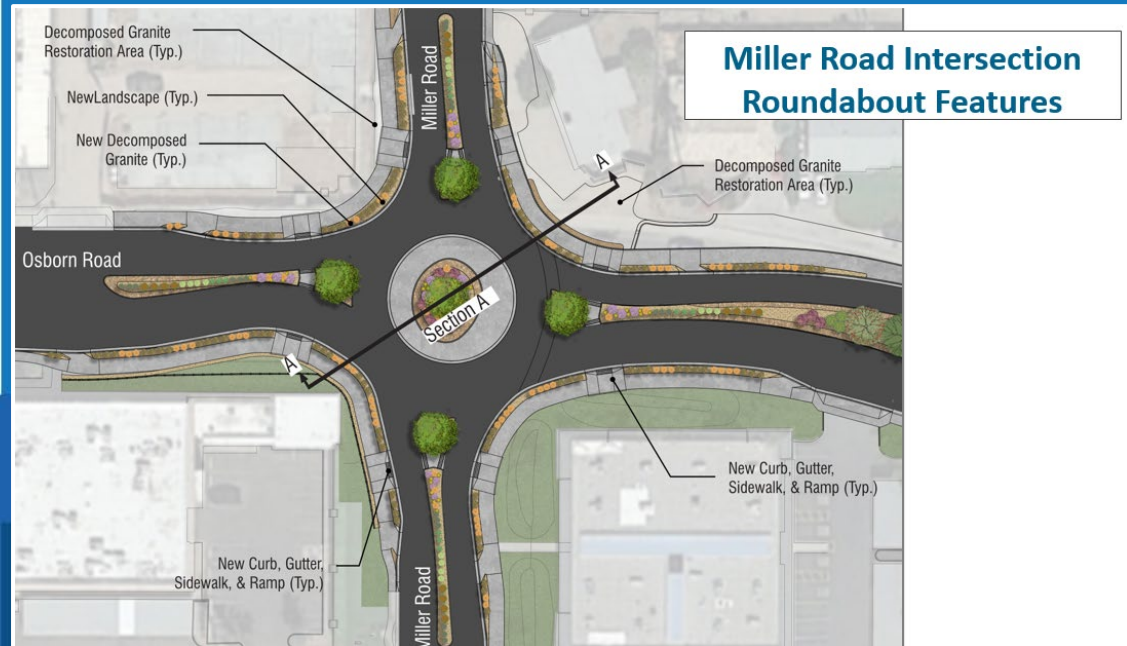 Miller Road Intersection
Roundabout Features
Decomposed Granite
Restoration Area (Typ.)
NewLandscape (Typ.)
New Decomposed
Granite (Typ.)
Miller Road
A
Decomposed Granite
Restoration Area (Typ.)
Osborn Road
Section A
A
New Curb, Gutter,
Sidewalk, & Ramp (Typ.)
New Curb, Gutter,
Sidewalk, & Ramp (Typ.)
Miller Road